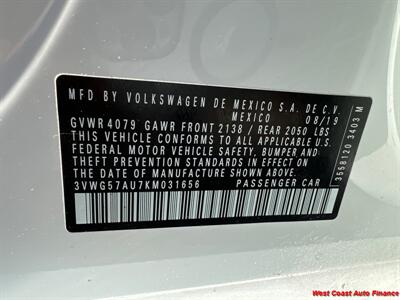 MFD BY VOLKSWAGEN DE MEXICO S.A. DE C.V.
MEXICO 08/19
GVWR 4079 GAWR FRONT 2138 / REAR 2050 LBS
THIS VEHICLE CONFORMS TO ALL APPLICABLE
FEDERAL MOTOR VEHICLE SAFETY, BUMPER AND
THEFT PREVENTION STANDARDS IN EFFECT ON THE
DATE OF MANUFACTURE SHOWN ABOVE.
3VWG57AU7KM031656 PASSENGER CAR
3558120 3403 M
West Coast Auto Finance